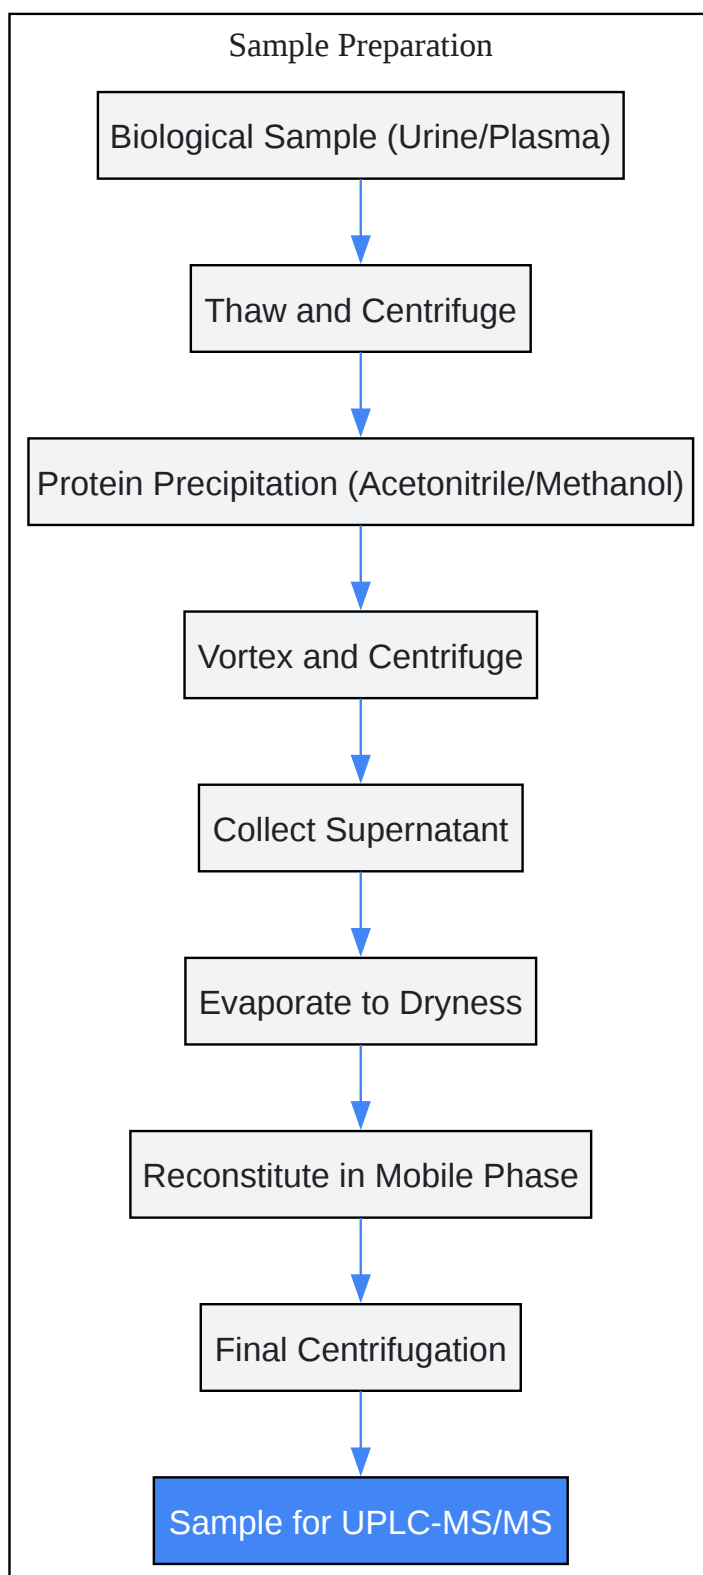 Sample Preparation
Biological Sample (Urine/Plasma)
Thaw and Centrifuge
Protein Precipitation (Acetonitrile/Methanol)
Vortex and Centrifuge
Collect Supernatant
Evaporate to Dryness
Reconstitute in Mobile Phase
Final Centrifugation
Sample for UPLC-MS/MS